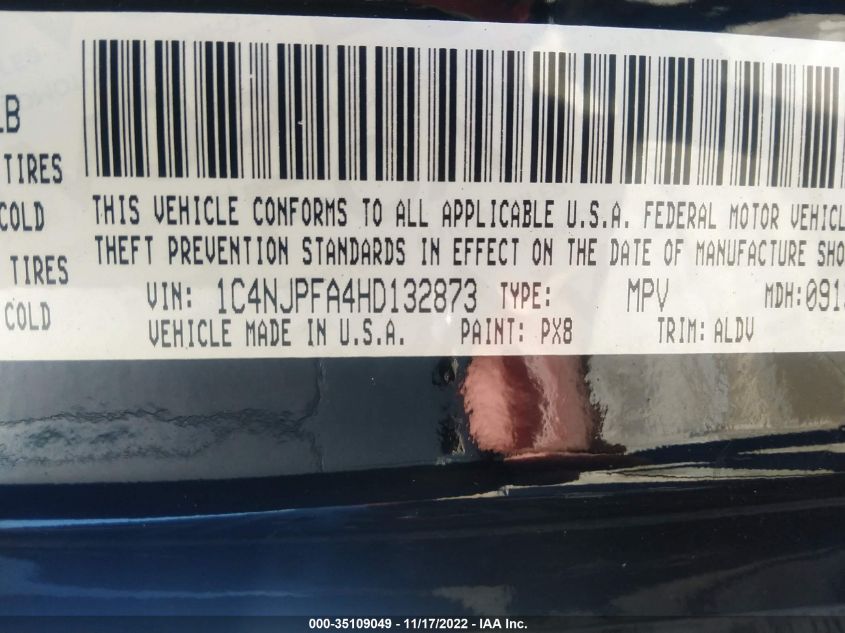 LB
TIRES
COLD
TIRES
COLD
THIS VEHICLE CONFORMS TO ALL APPLICABLE U.S.A. FEDERAL MOTOR VEHICL
THEFT PREVENTION STANDARDS IN EFFECT ON THE DATE OF MANUFACTURE SHO
VIN: 1C4NJPFA4HD132873 TYPE: MPV MDH:091
VEHICLE MADE IN U.S.A. PAINT: PX8 TRIM: ALDV
000-35109049 - 11/17/2022 - IAA Inc.